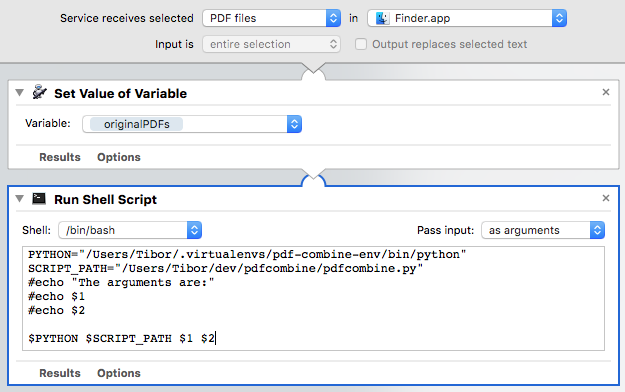 Service receives selected PDF files in Finder.app
Input is entire selection Output replaces selected text
Set Value of Variable
Variable: originalPDFs
Results Options
Run Shell Script
Shell: /bin/bash Pass input: as arguments
PYTHON="/Users/Tibor/.virtualenvs/pdf-combine-env/bin/python"
SCRIPT_PATH="/Users/Tibor/dev/pdfcombine/pdfcombine.py"
#echo "The arguments are:"
#echo $1
#echo $2
$PYTHON $SCRIPT_PATH $1 $2
Results Options